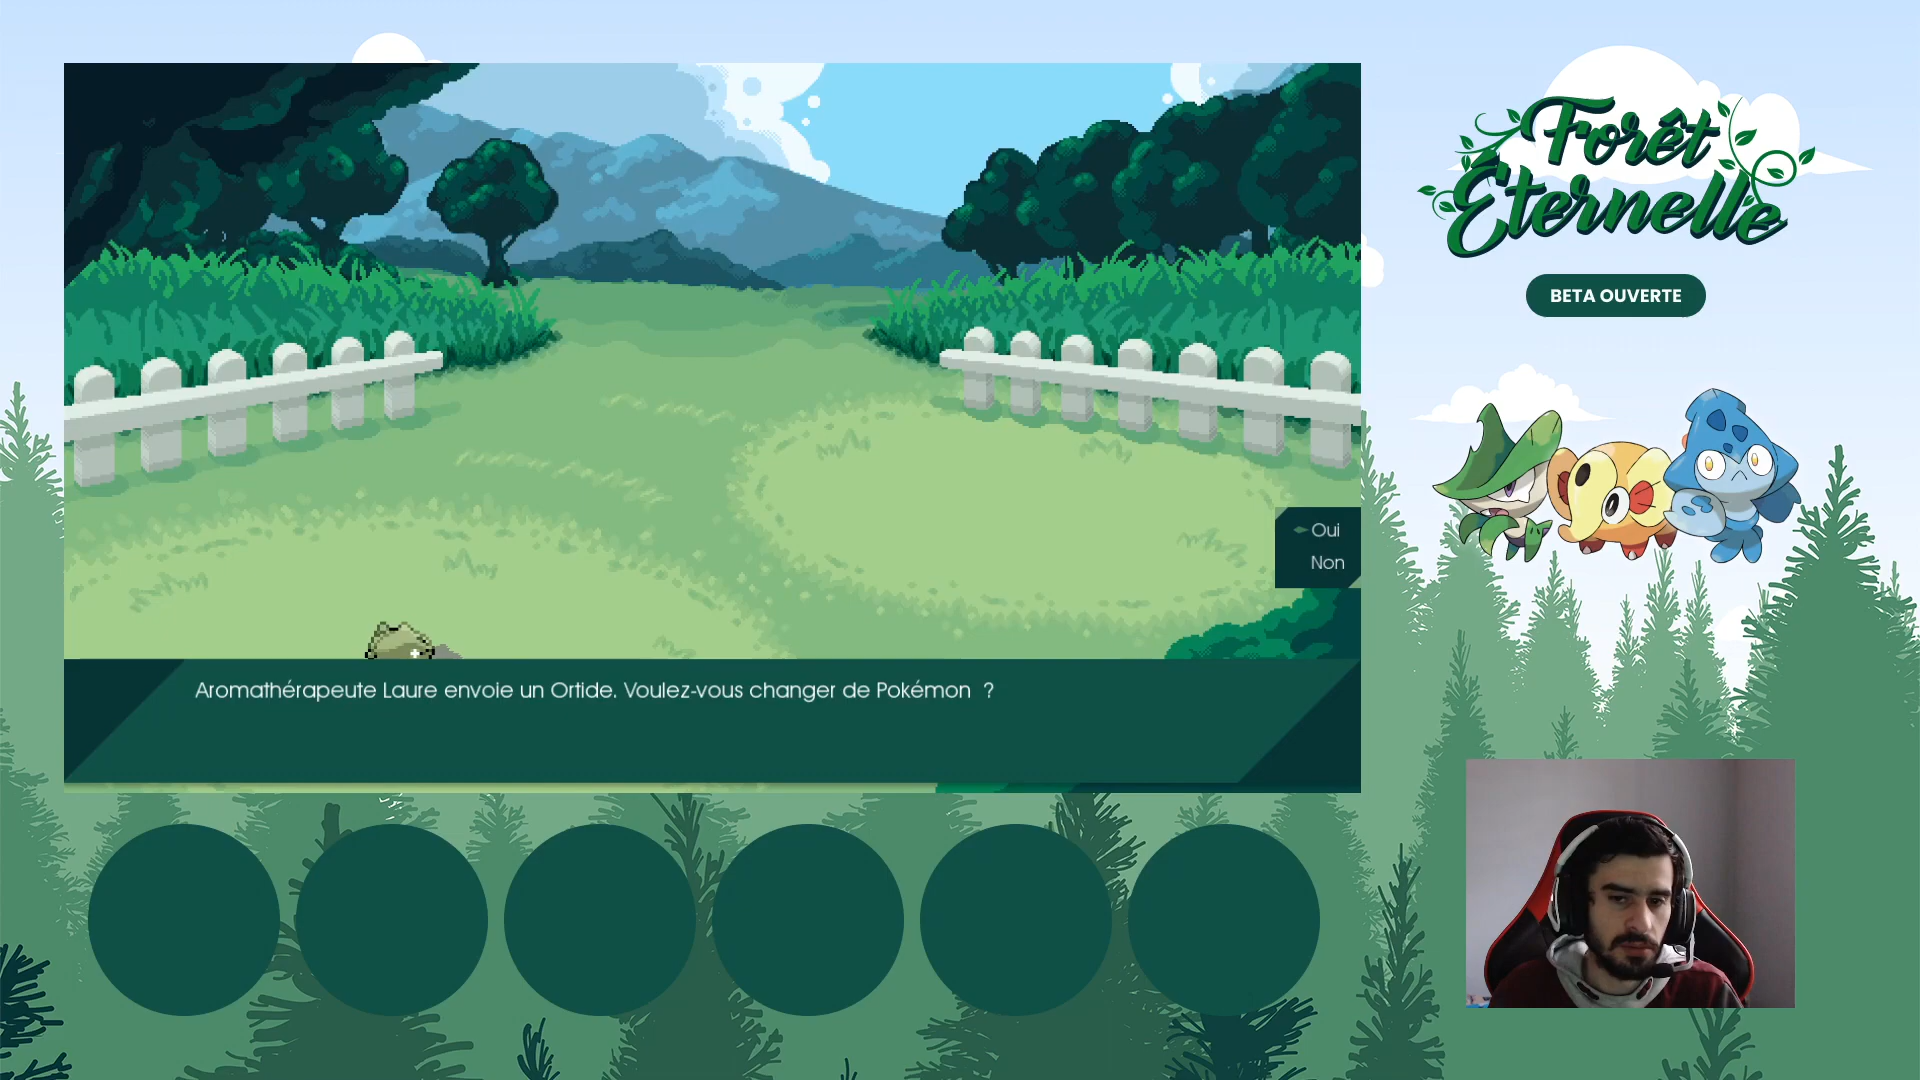 Forêt
Éternelle
BETA OUVERTE
Oui
Non
Aromathérapeute Laure envoie un Ortide. Voulez-vous changer de Pokémon  ?